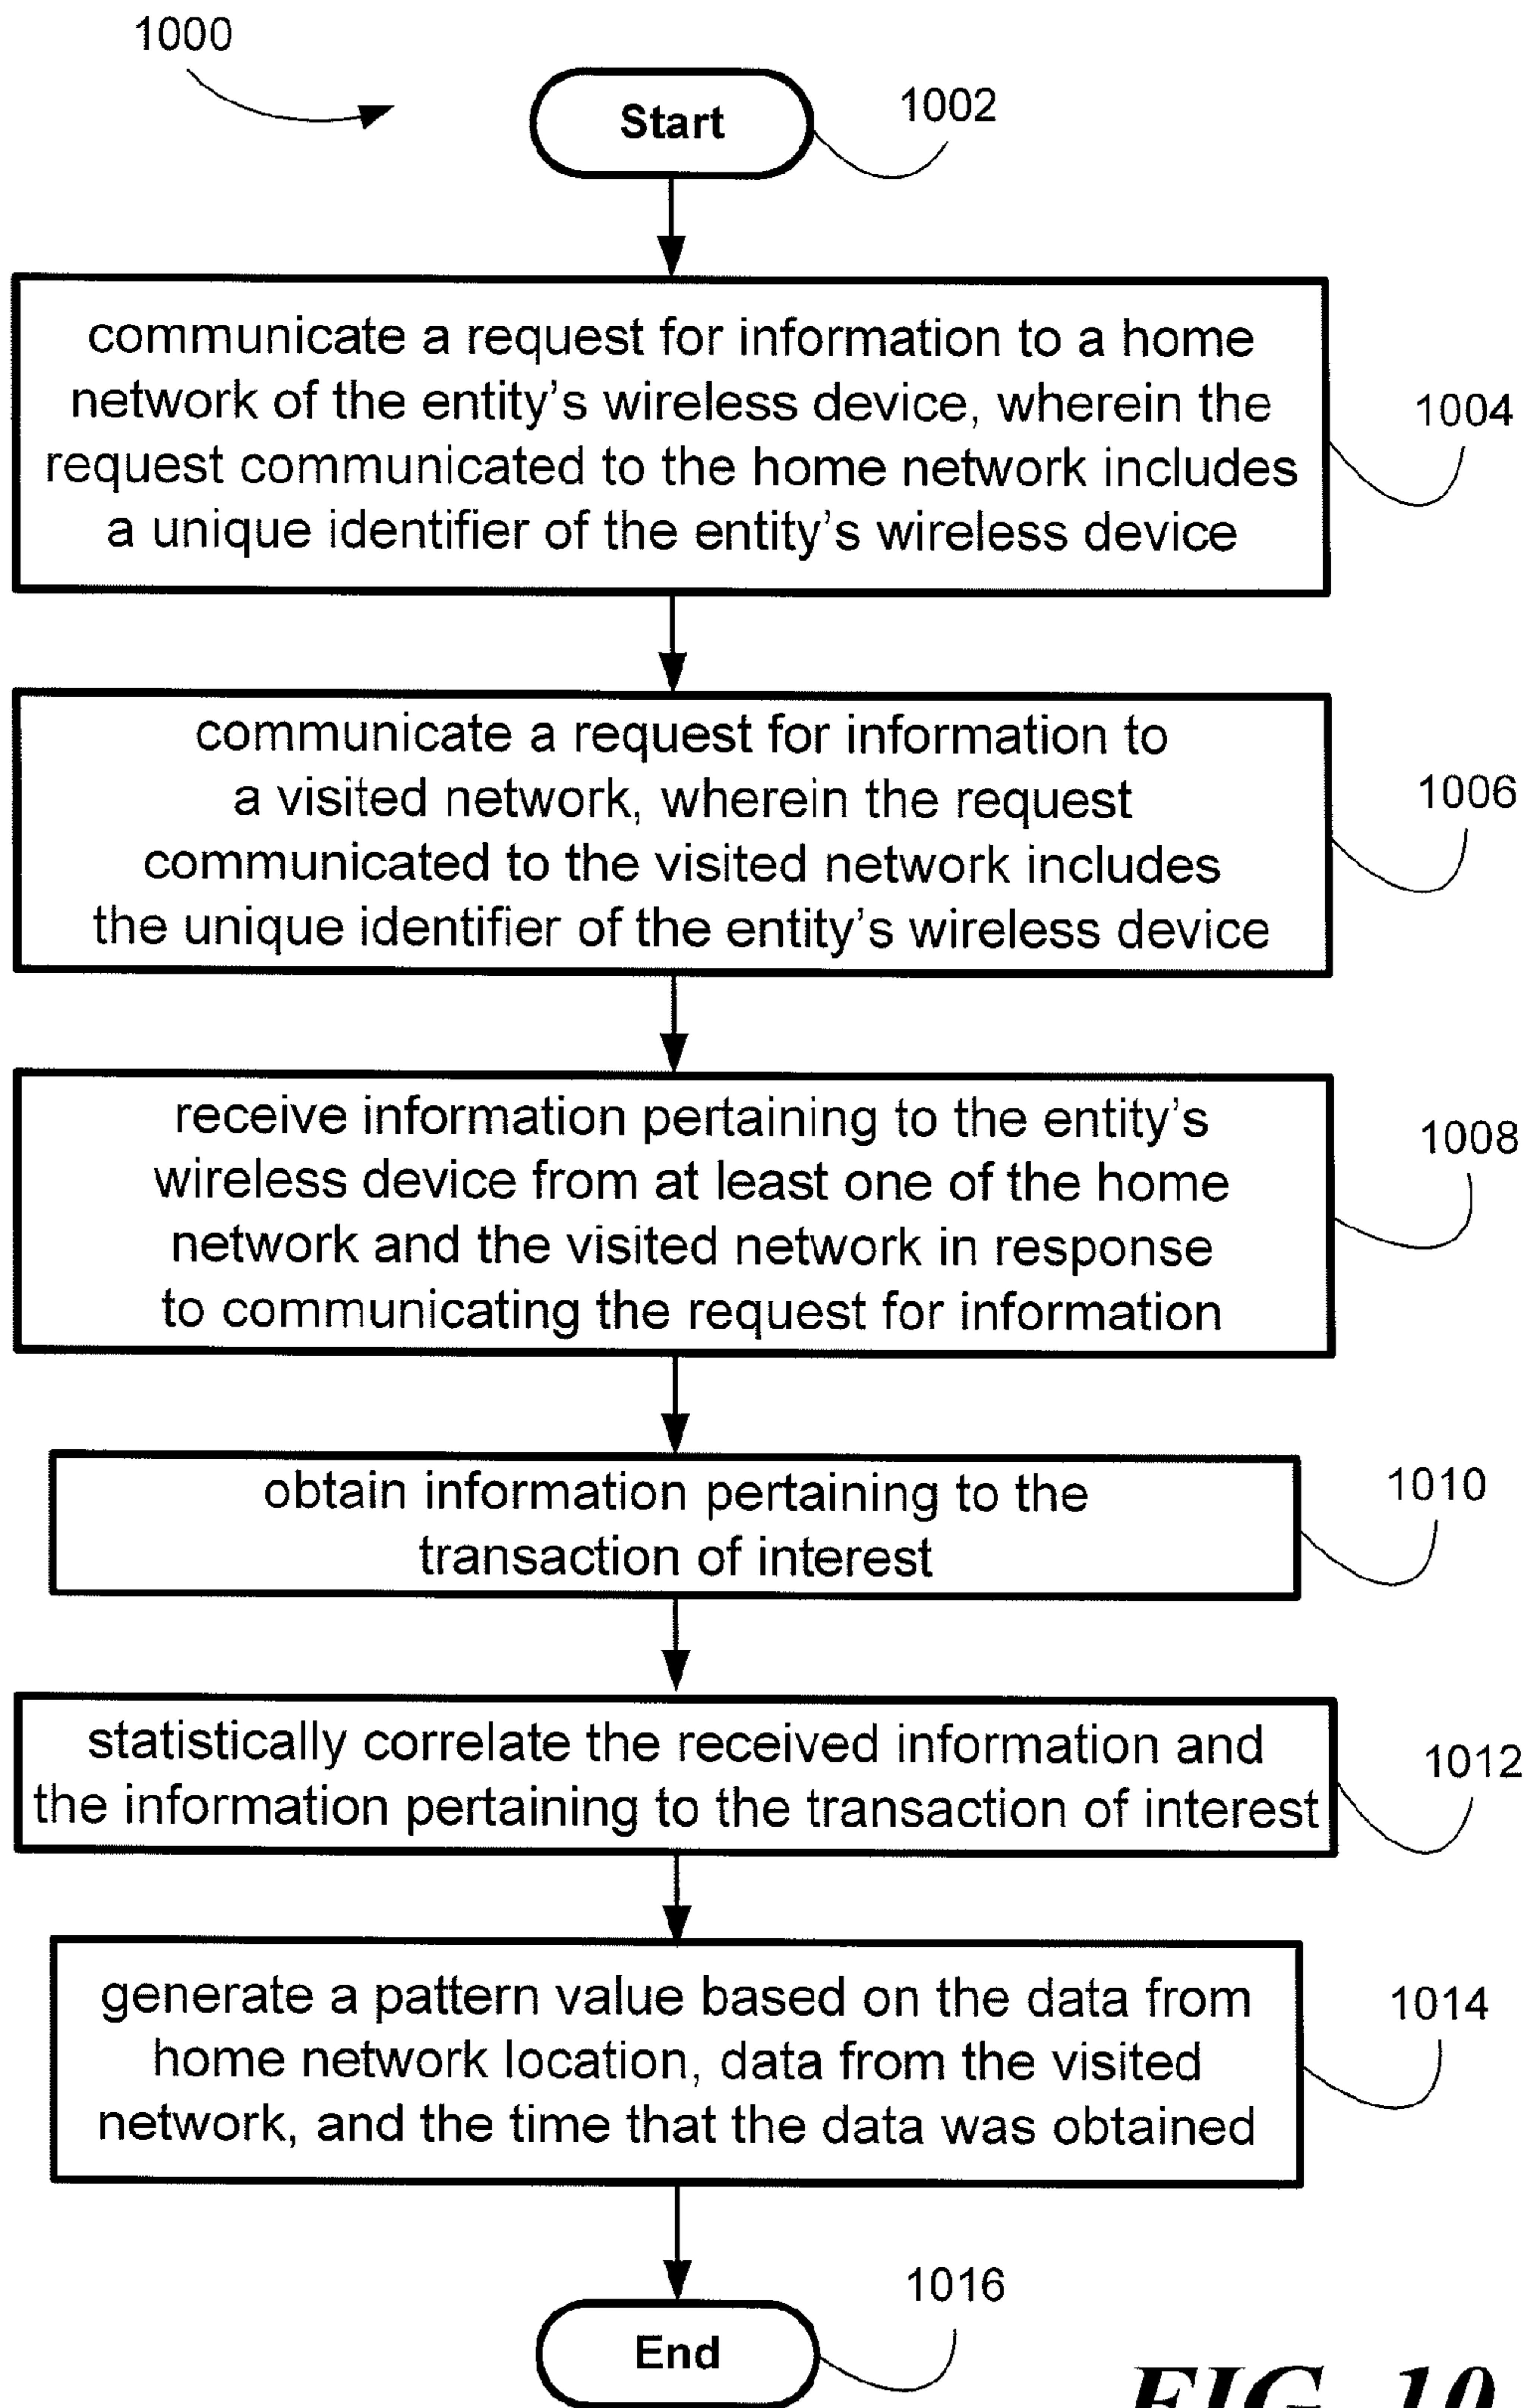 1000
Start
1002
communicate a request for information to a home
network of the entity's wireless device, wherein the
request communicated to the home network includes
a unique identifier of the entity's wireless device
1004
communicate a request for information to
a visited network, wherein the request
communicated to the visited network includes
the unique identifier of the entity's wireless device
1006
receive information pertaining to the entity's
wireless device from at least one of the home
network and the visited network in response
to communicating the request for information
1008
obtain information pertaining to the
transaction of interest
1010
statistically correlate the received information and
the information pertaining to the transaction of interest
1012
generate a pattern value based on the data from
home network location, data from the visited
network, and the time that the data was obtained
1014
End
1016
FIG. 10